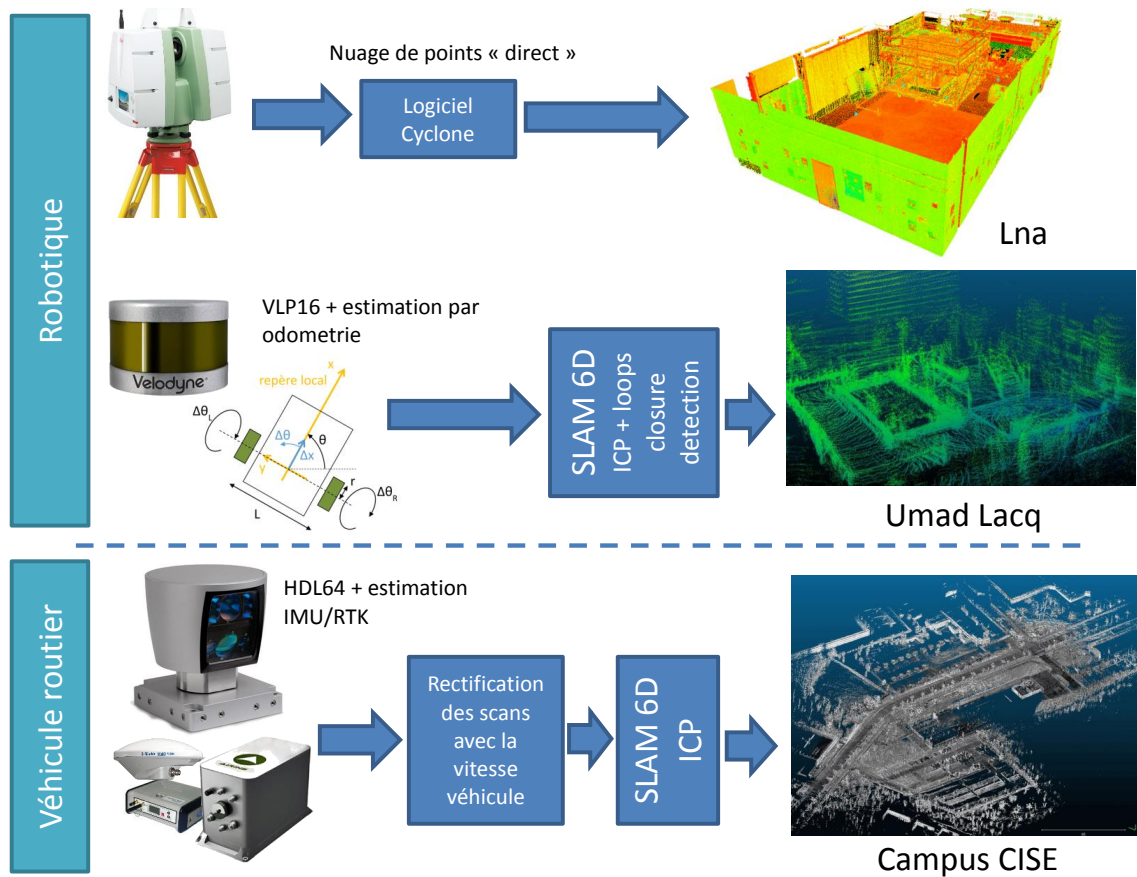 Robotique
Nuage de points « direct »
Logiciel
Cyclone
Lna
Velodyne
VLP16 + estimation par
odometrie
x
repère local
Δθ
L
Δθ
θ
Δx
y
r
Δθ
R
L
SLAM 6D
ICP + loops
closure
detection
Umad Lacq
Véhicule routier
HDL64 + estimation
IMU/RTK
Rectification
des scans
avec la
vitesse
véhicule
SLAM 6D
ICP
Campus CISE